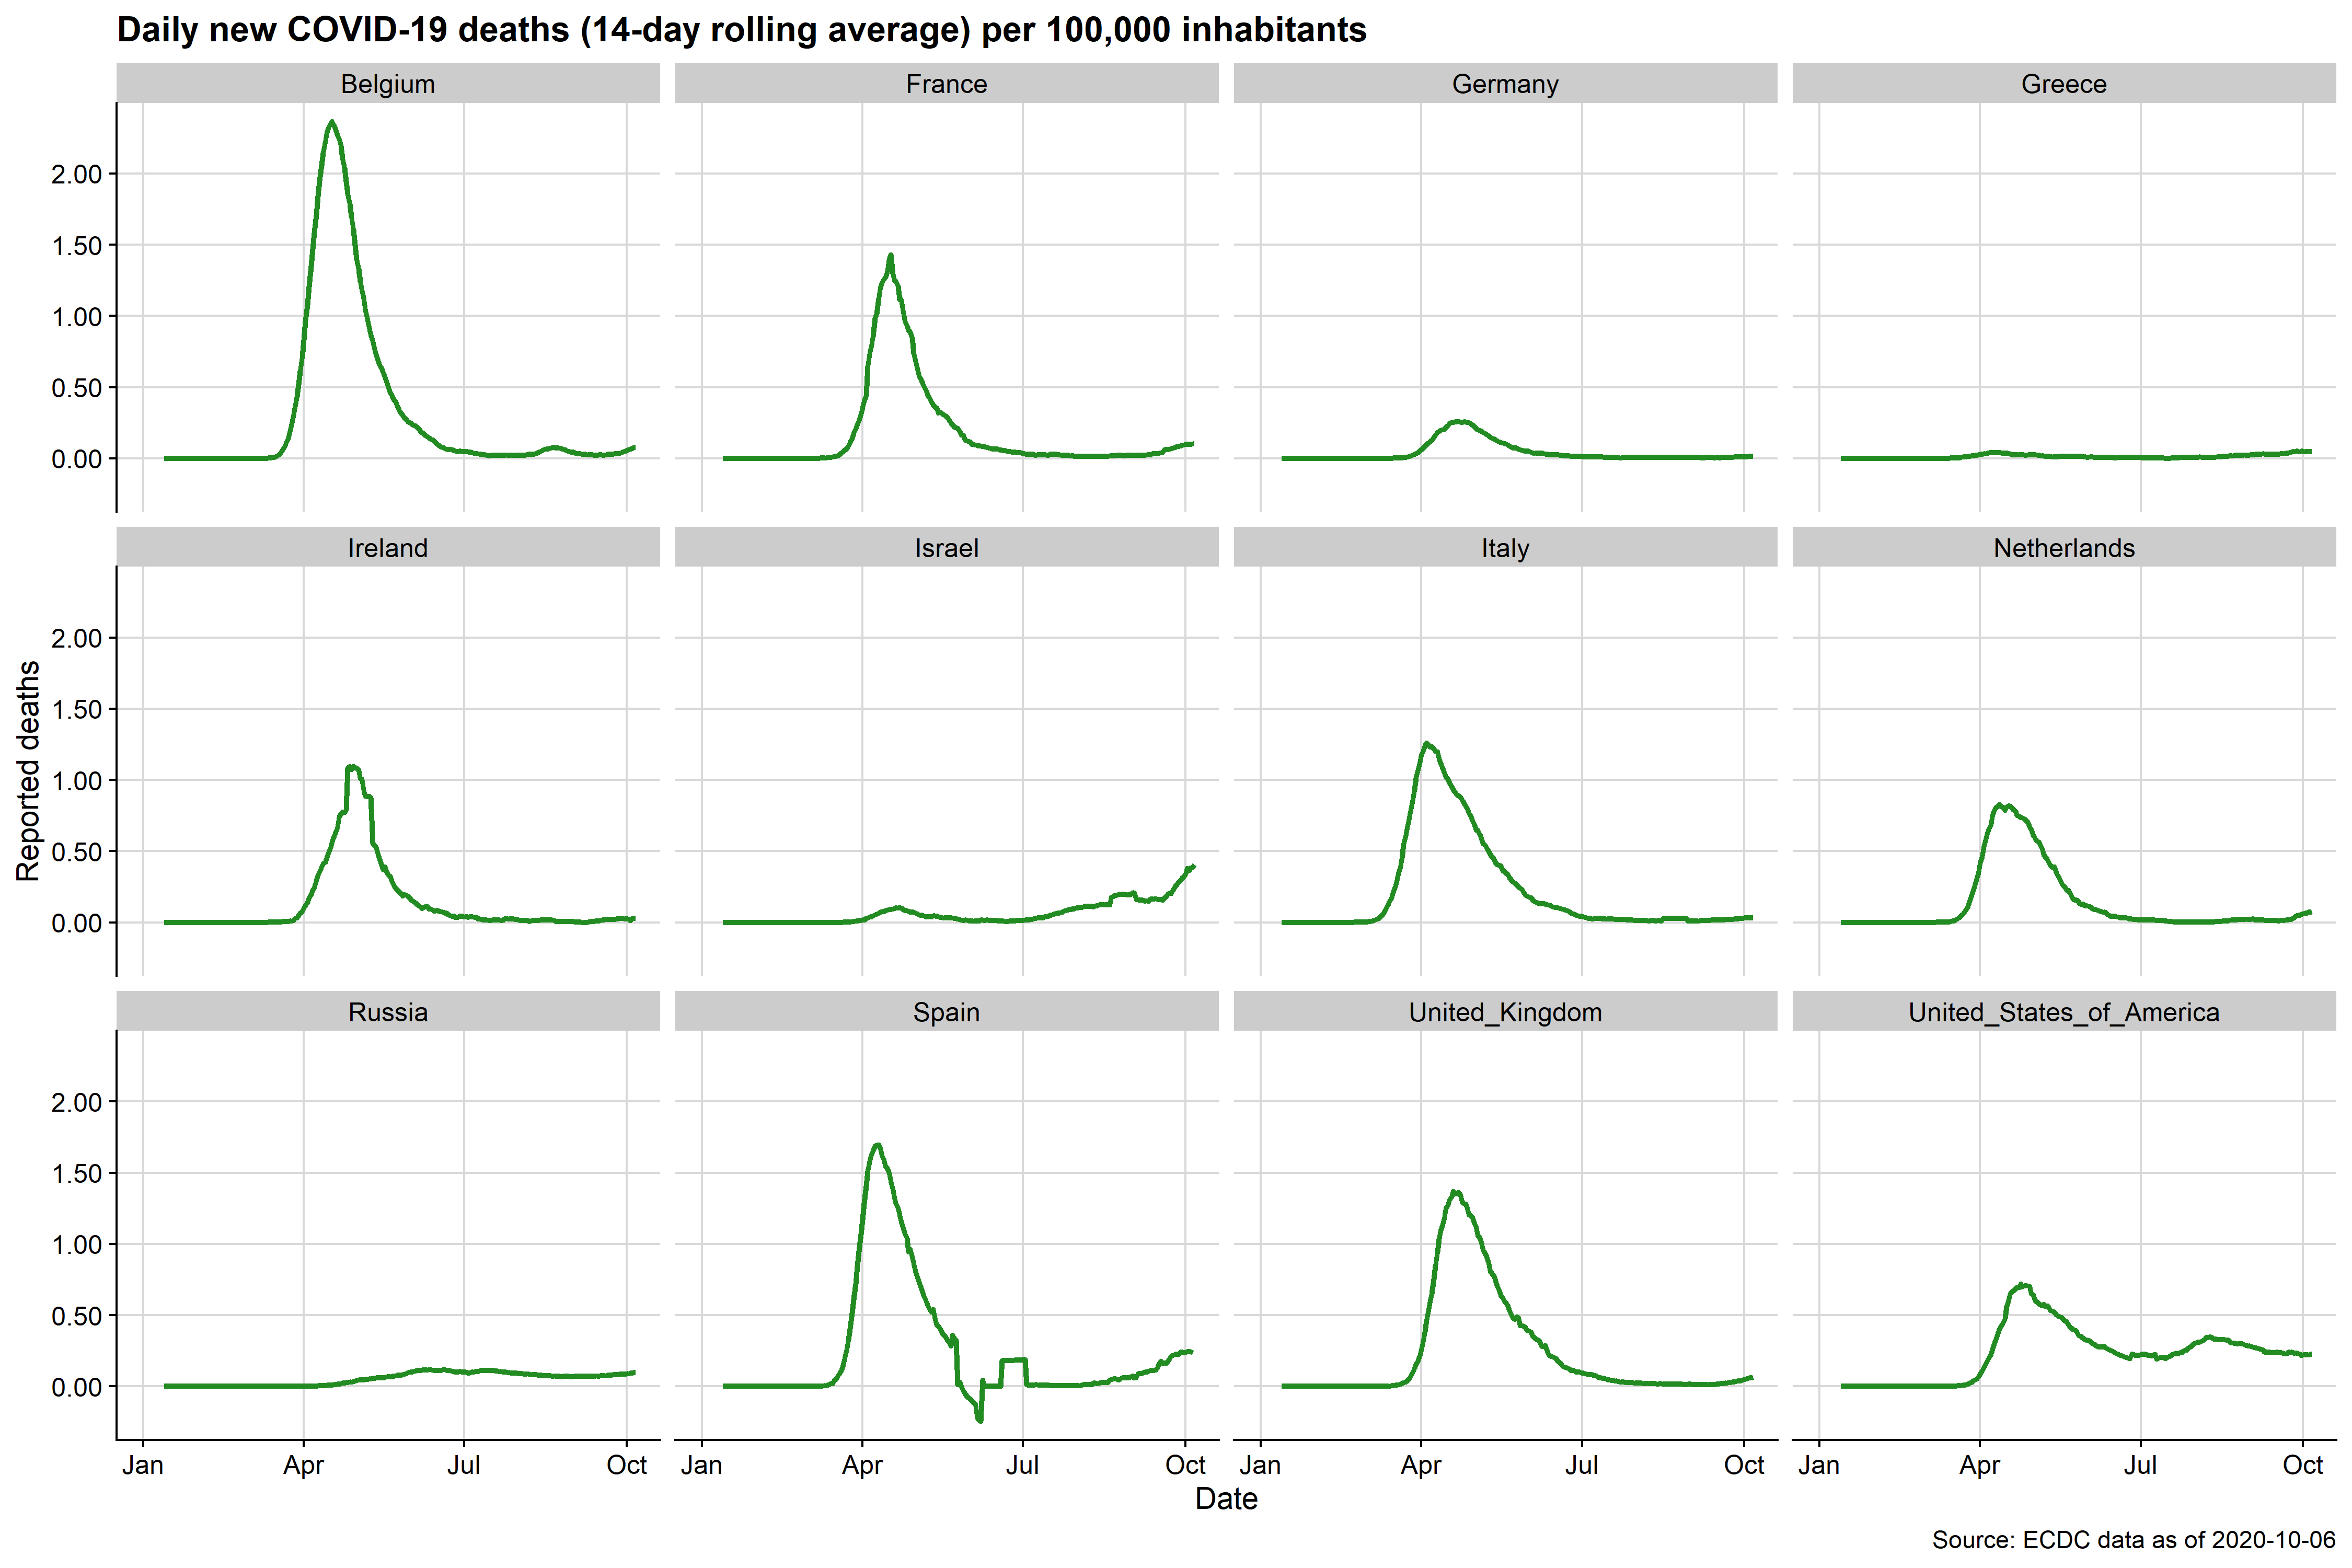 Daily new COVID-19 deaths (14-day rolling average) per 100,000 inhabitants
Belgium France Germany Greece
2.00
1.50
1.00
0.50
0.00
Ireland Israel Italy Netherlands
2.00
1.50
1.00
0.50
0.00
Reported deaths
Russia Spain United_Kingdom United_States_of_America
2.00
1.50
1.00
0.50
0.00
Jan Apr Jul Oct Jan Apr Jul Oct Jan Apr Jul Oct Jan Apr Jul Oct
Date
Source: ECDC data as of 2020-10-06